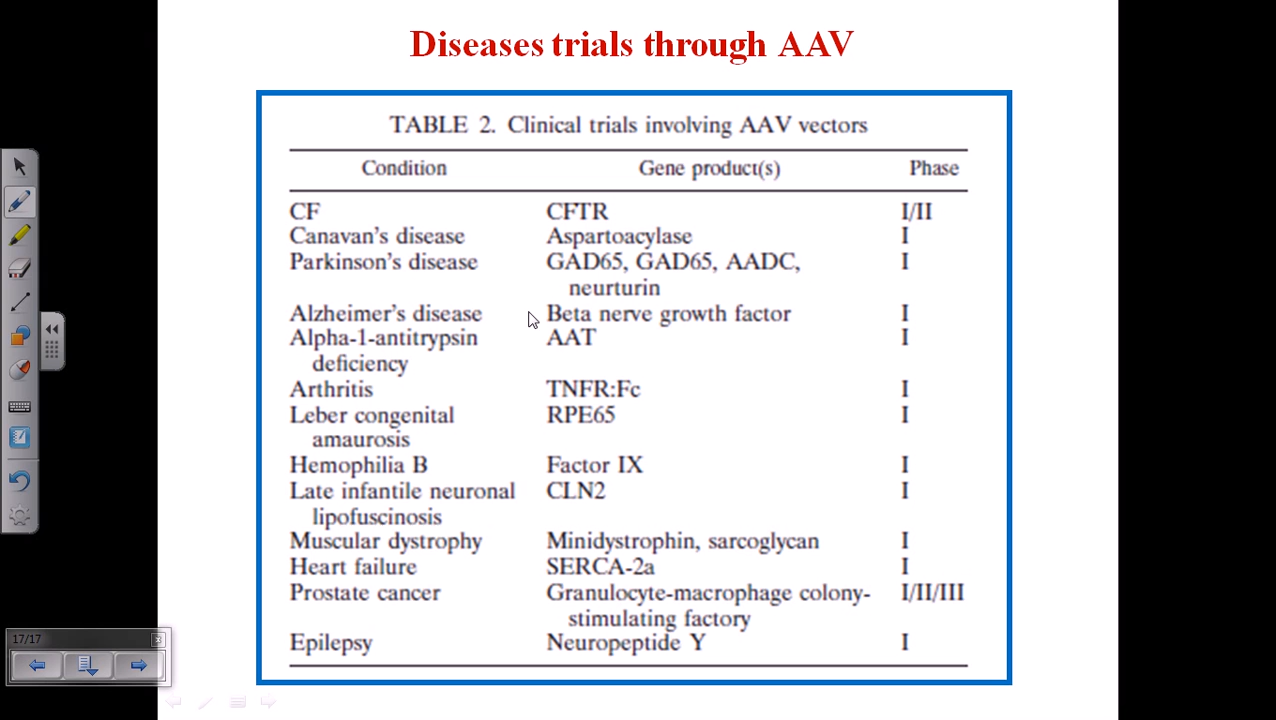 Diseases trials through AAV
TABLE 2. Clinical trials involving AAV vectors
Condition Gene product(s) Phase
CF CFTR I/II
Canavan's disease Aspartoacylase I
Parkinson's disease GAD65, GAD65, AADC, I
neurturin
Alzheimer's disease Beta nerve growth factor I
Alpha-1-antitrypsin AAT I
deficiency
Arthritis TNFR:Fc I
Leber congenital RPE65 I
amaurosis
Hemophilia B Factor IX I
Late infantile neuronal CLN2 I
lipofuscinosis
Muscular dystrophy Minidystrophin, sarcoglycan I
Heart failure SERCA-2a I
Prostate cancer Granulocyte-macrophage colony- I/II/III
stimulating factory
Epilepsy Neuropeptide Y I
17/17